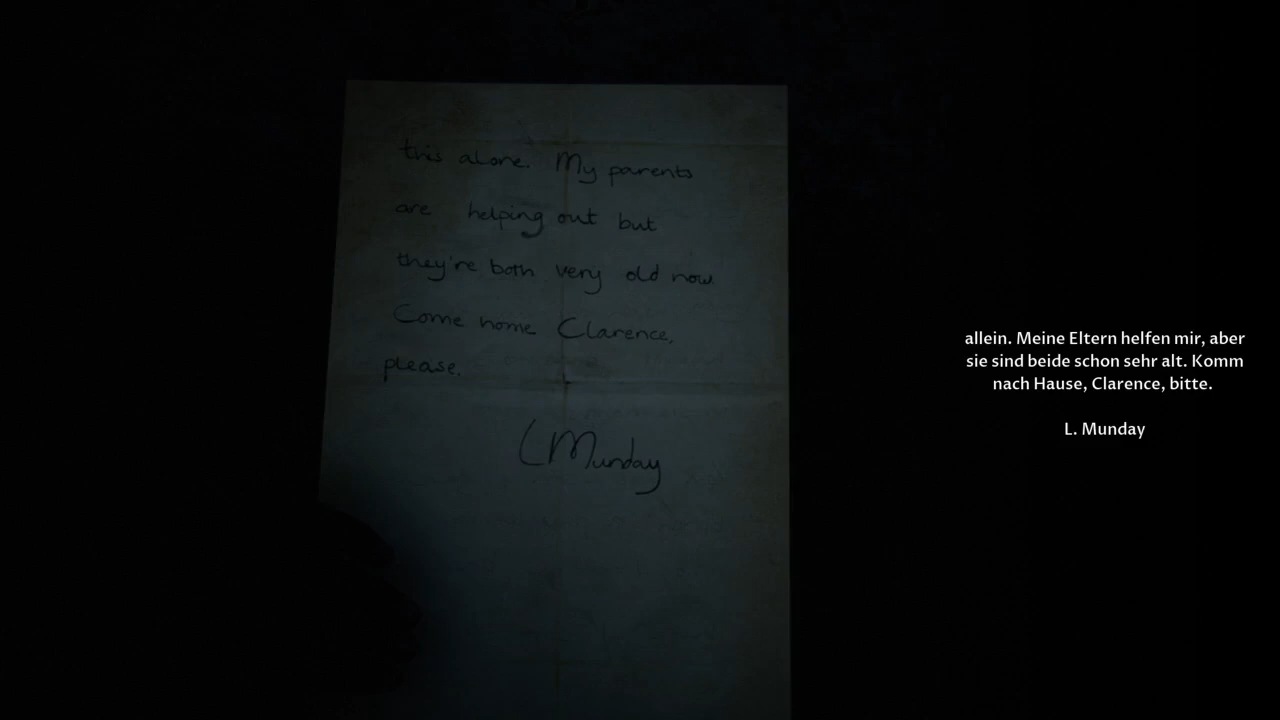 this alone. My parents
are helping out but
they're both very old now.
Come home Clarence,
please.
L Munday
allein. Meine Eltern helfen mir, aber
sie sind beide schon sehr alt. Komm
nach Hause, Clarence, bitte.
L. Munday